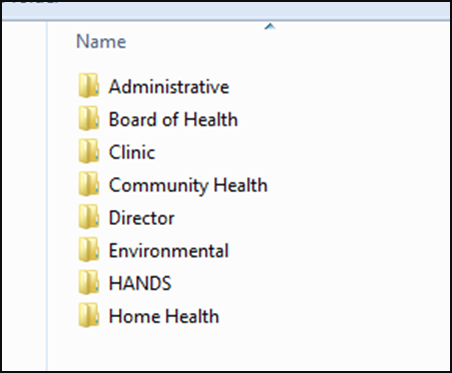 Name
Administrative
Board of Health
Clinic
Community Health
Director
Environmental
HANDS
Home Health